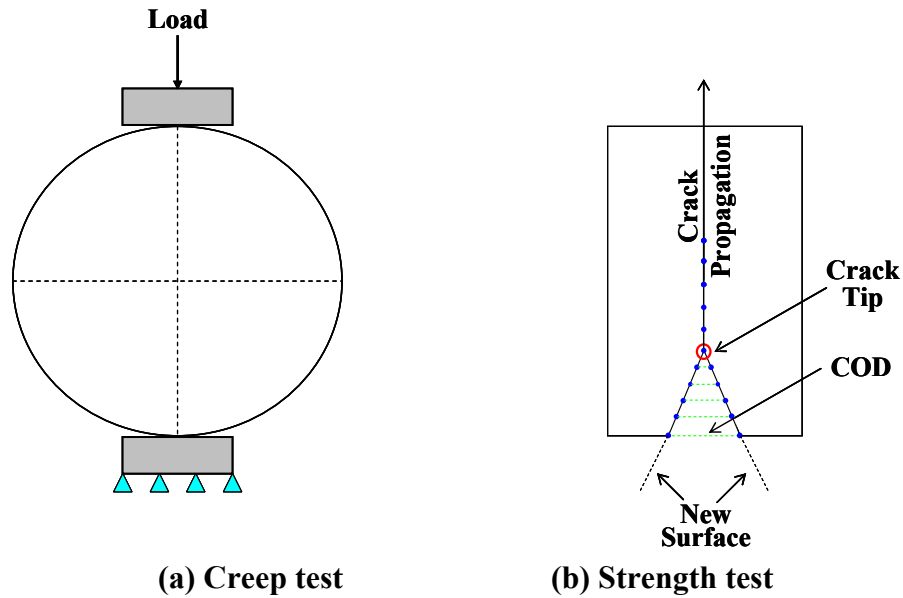 Load
Crack
Propagation
Crack
Tip
COD
New
Surface
(a) Creep test
(b) Strength test